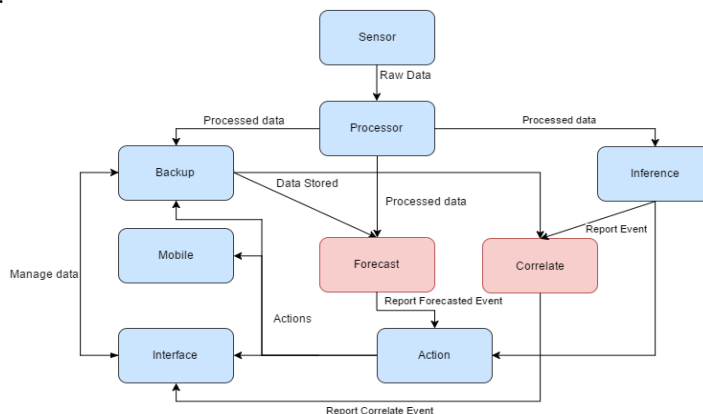 Sensor
Raw Data
Processed data
Processor
Processed data
Backup
Data Stored
Processed data
Inference
Report Event
Mobile
Forecast
Correlate
Manage data
Report Forecasted Event
Actions
Interface
Action
Report Correlate Event